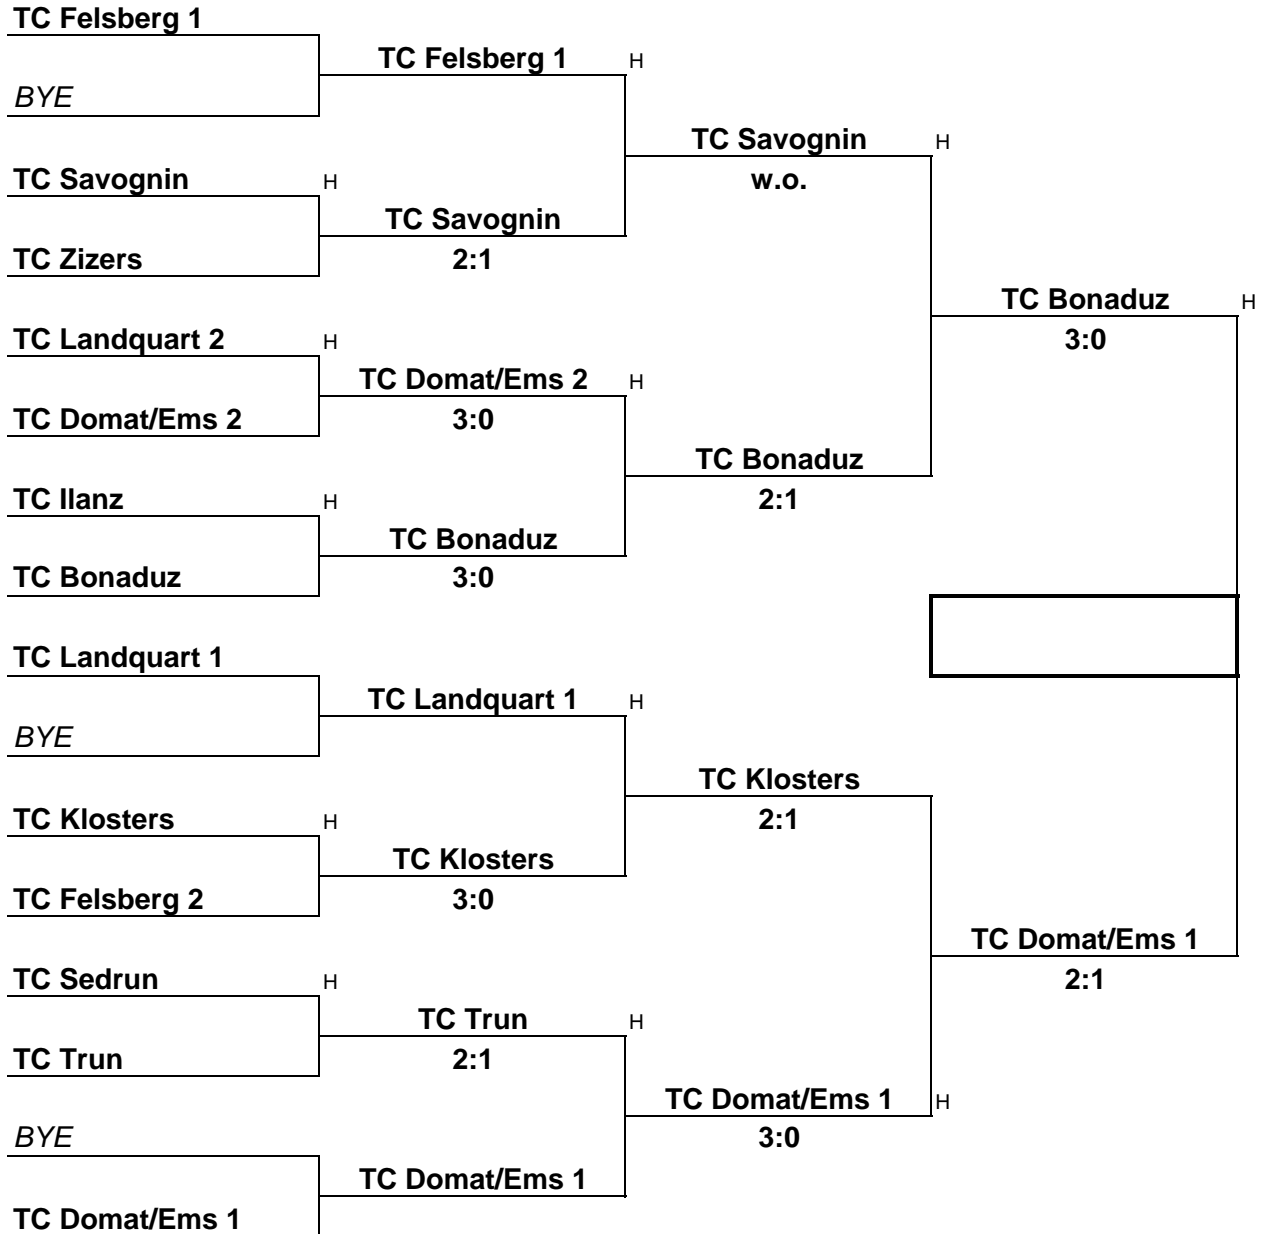 TC Felsberg 1
TC Felsberg 1 H
BYE
TC Savognin H
TC Savognin H
w.o.
TC Savognin
TC Zizers
2:1
TC Bonaduz H
TC Landquart 2 H
3:0
TC Domat/Ems 2 H
TC Domat/Ems 2
3:0
TC Bonaduz
TC Ilanz H
2:1
TC Bonaduz
TC Bonaduz
3:0
TC Landquart 1
TC Landquart 1 H
BYE
TC Klosters
TC Klosters H
2:1
TC Klosters
TC Felsberg 2
3:0
TC Domat/Ems 1
TC Sedrun H
2:1
TC Trun H
TC Trun
2:1
TC Domat/Ems 1 H
BYE
3:0
TC Domat/Ems 1
TC Domat/Ems 1